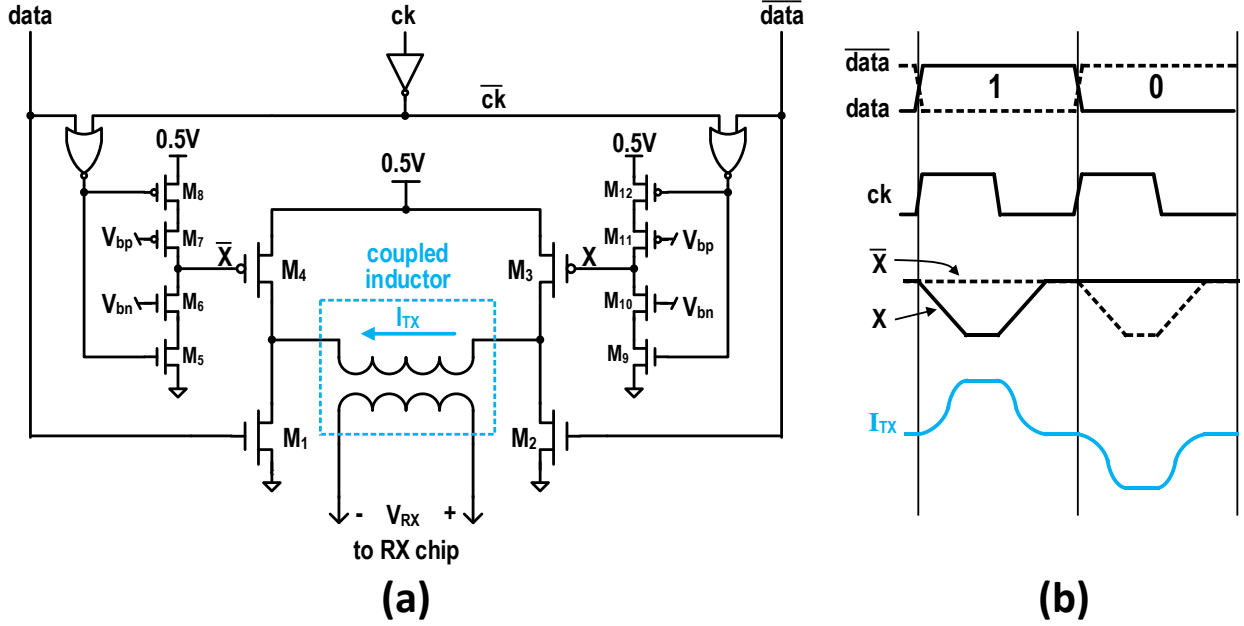 data
ck
data
ck
0.5V
0.5V
0.5V
M8
M12
Vbp
M7
M11
Vbp
X
M4
coupled
inductor
M3
X
Vbn
M6
M10
Vbn
ITX
M5
M9
M1
M2
- VRX +
to RX chip
(a)
data
1
0
data
ck
X
X
ITX
(b)